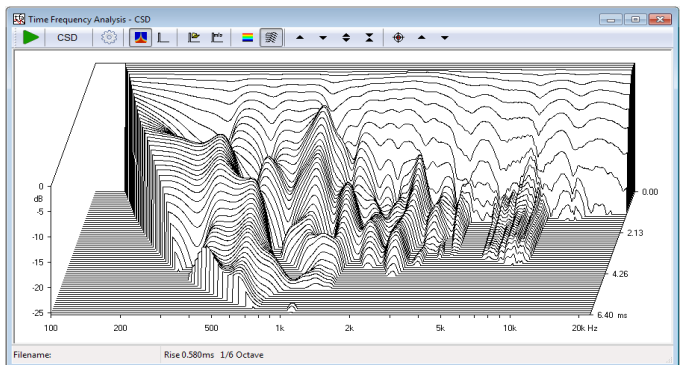 Time Frequency Analysis - CSD
CSD
0
dB
-5
-10
-15
-20
-25
0.00
2.13
4.26
6.40 ms
100 200 500 1k 2k 5k 10k 20k Hz
Filename: Rise 0.580ms 1/6 Octave